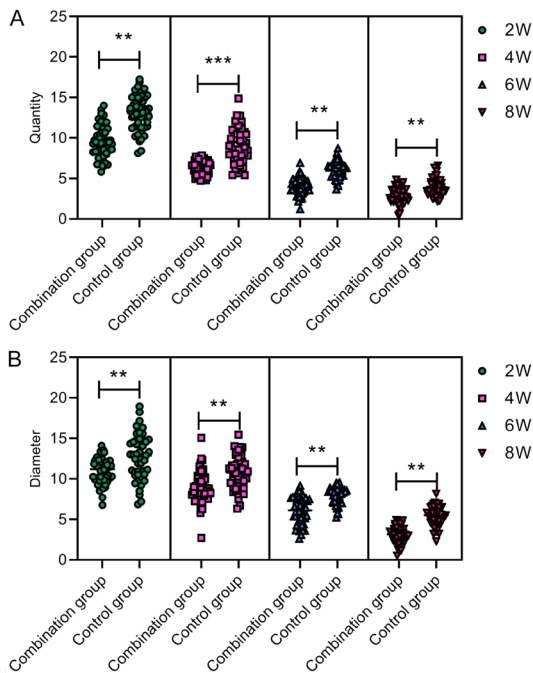 A
25
20
15
10
5
0
Quantity
**
***
**
**
Combination group
Control group
Combination group
Control group
Combination group
Control group
Combination group
Control group
2W
4W
6W
8W
B
25
20
15
10
5
0
Diameter
**
**
**
**
Combination group
Control group
Combination group
Control group
Combination group
Control group
Combination group
Control group
2W
4W
6W
8W